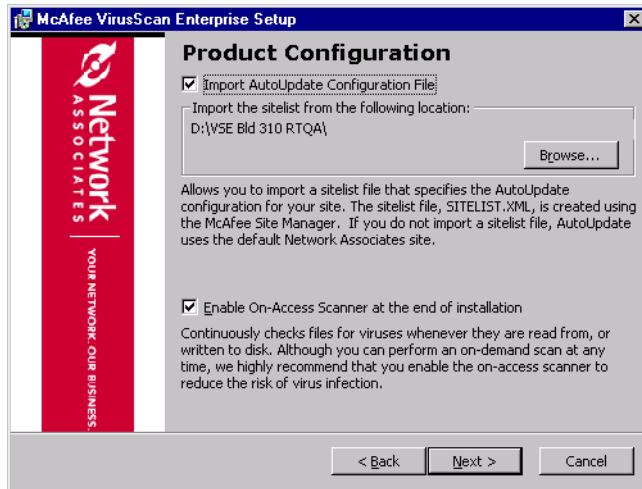 McAfee VirusScan Enterprise Setup
Product Configuration
Import AutoUpdate Configuration File
Import the sitelist from the following location:
D:\VSE Bld 310 RTQA\
Browse...
Allows you to import a sitelist file that specifies the AutoUpdate
configuration for your site. The sitelist file, SITELIST.XML, is created using
the McAfee Site Manager. If you do not import a sitelist file, AutoUpdate
uses the default Network Associates site.
Enable On-Access Scanner at the end of installation
Continuously checks files for viruses whenever they are read from, or
written to disk. Although you can perform an on-demand scan at any
time, we highly recommend that you enable the on-access scanner to
reduce the risk of virus infection.
Network
ASSOCIATES
YOUR NETWORK. OUR BUSINESS.
< Back
Next >
Cancel